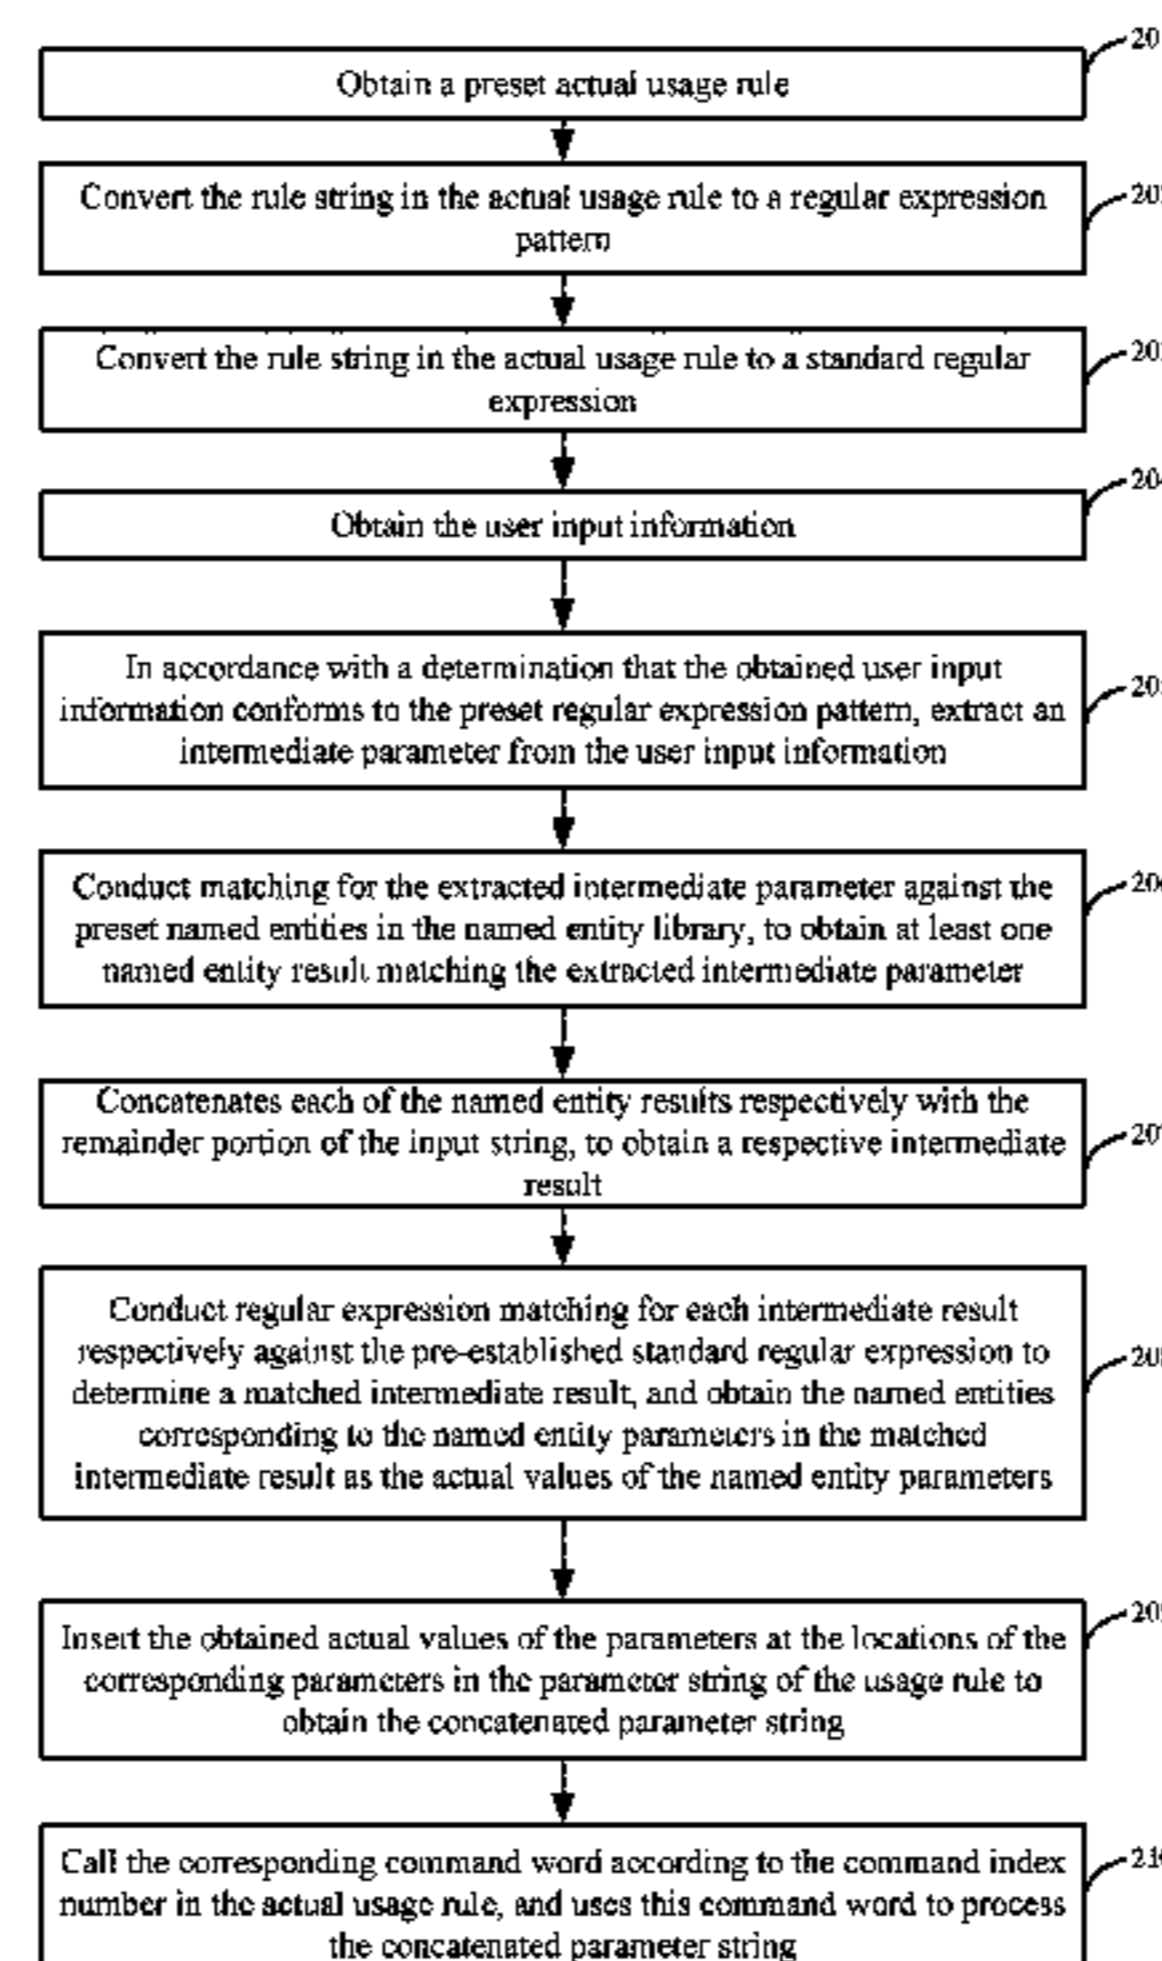 Obtain a preset actual usage rule
20
Convert the rule string in the actual usage rule to a regular expression
pattern
20
Convert the rule string in the actual usage rule to a standard regular
expression
20
Obtain the user input information
20
In accordance with a determination that the obtained user input
information conforms to the preset regular expression pattern, extract an
intermediate parameter from the user input information
20
Conduct matching for the extracted intermediate parameter against the
preset named entities in the named entity library, to obtain at least one
named entity result matching the extracted intermediate parameter
20
Concatenates each of the named entity results respectively with the
remainder portion of the input string, to obtain a respective intermediate
result
20
Conduct regular expression matching for each intermediate result
respectively against the pre-established standard regular expression to
determine a matched intermediate result, and obtain the named entities
corresponding to the named entity parameters in the matched
intermediate result as the actual values of the named entity parameters
20
Insert the obtained actual values of the parameters at the locations of the
corresponding parameters in the parameter string of the usage rule to
obtain the concatenated parameter string
20
Call the corresponding command word according to the command index
number in the actual usage rule, and uses this command word to process
the concatenated parameter string
21